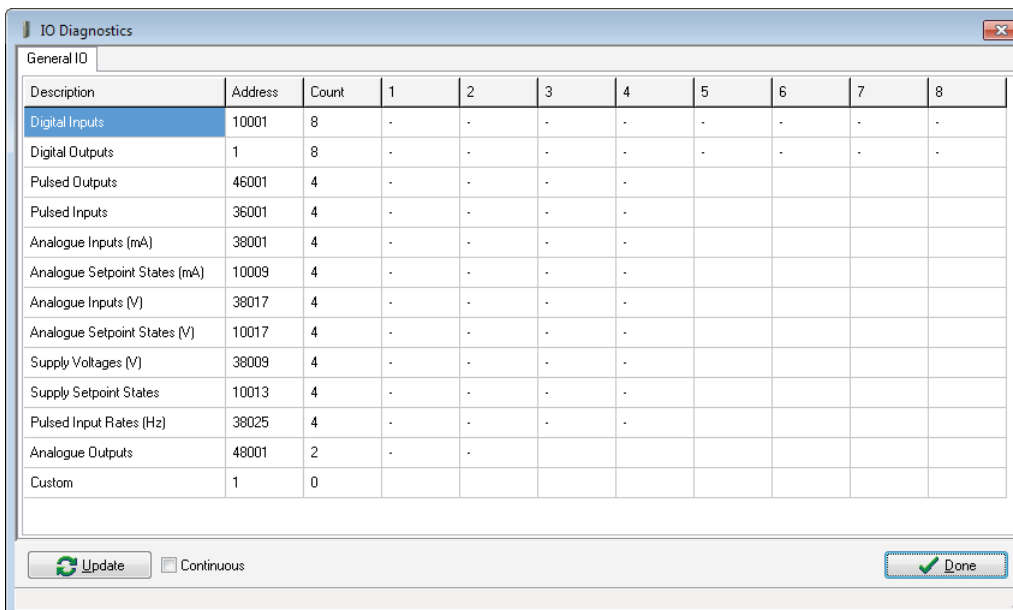 IO Diagnostics
General IO
Description Address Count 1 2 3 4 5 6 7 8
Digital Inputs 10001 8 - - - - - - - -
Digital Outputs 1 8 - - - - - - - -
Pulsed Outputs 46001 4 - - - -
Pulsed Inputs 36001 4 - - - -
Analogue Inputs (mA) 38001 4 - - - -
Analogue Setpoint States (mA) 10009 4 - - - -
Analogue Inputs (V) 38017 4 - - - -
Analogue Setpoint States (V) 10017 4 - - - -
Supply Voltages (V) 38009 4 - - - -
Supply Setpoint States 10013 4 - - - -
Pulsed Input Rates (Hz) 38025 4 - - - -
Analogue Outputs 48001 2 - -
Custom 1 0
Update Continuous Done